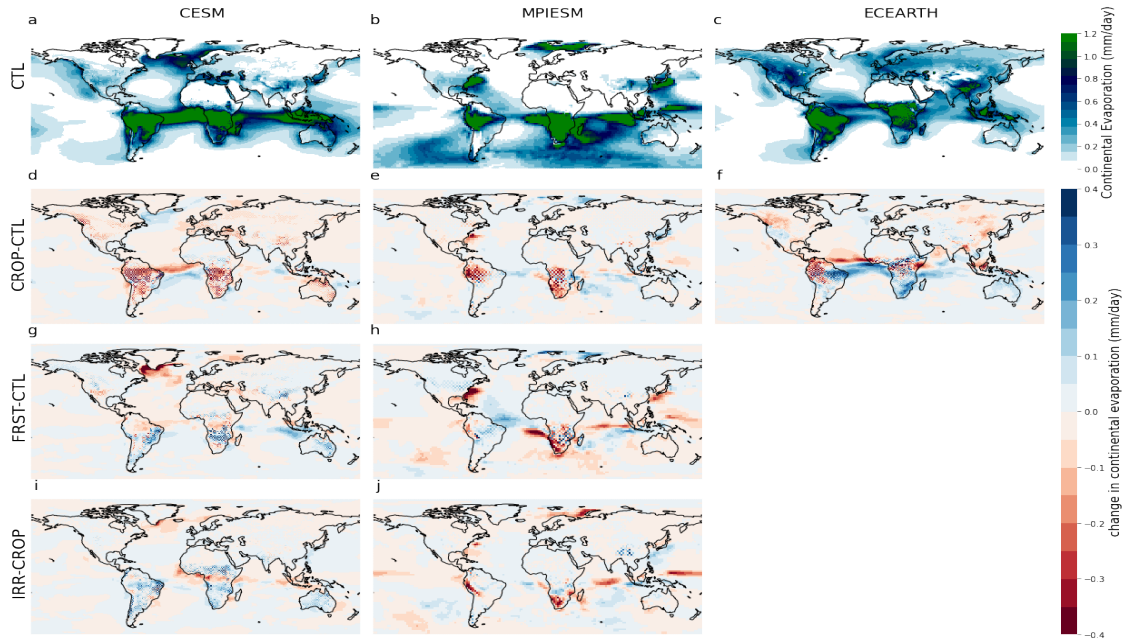 CESM MPIESM ECEARTH
a b c
CTL
1.2
1.0
0.8
0.6
0.4
0.2
0.0
Continental Evaporation (mm/day)
d e f
CROP-CTL
g h
FRST-CTL
i j
IRR-CROP
0.4
0.3
0.2
0.1
0.0
−0.1
−0.2
−0.3
−0.4
change in continental evaporation (mm/day)